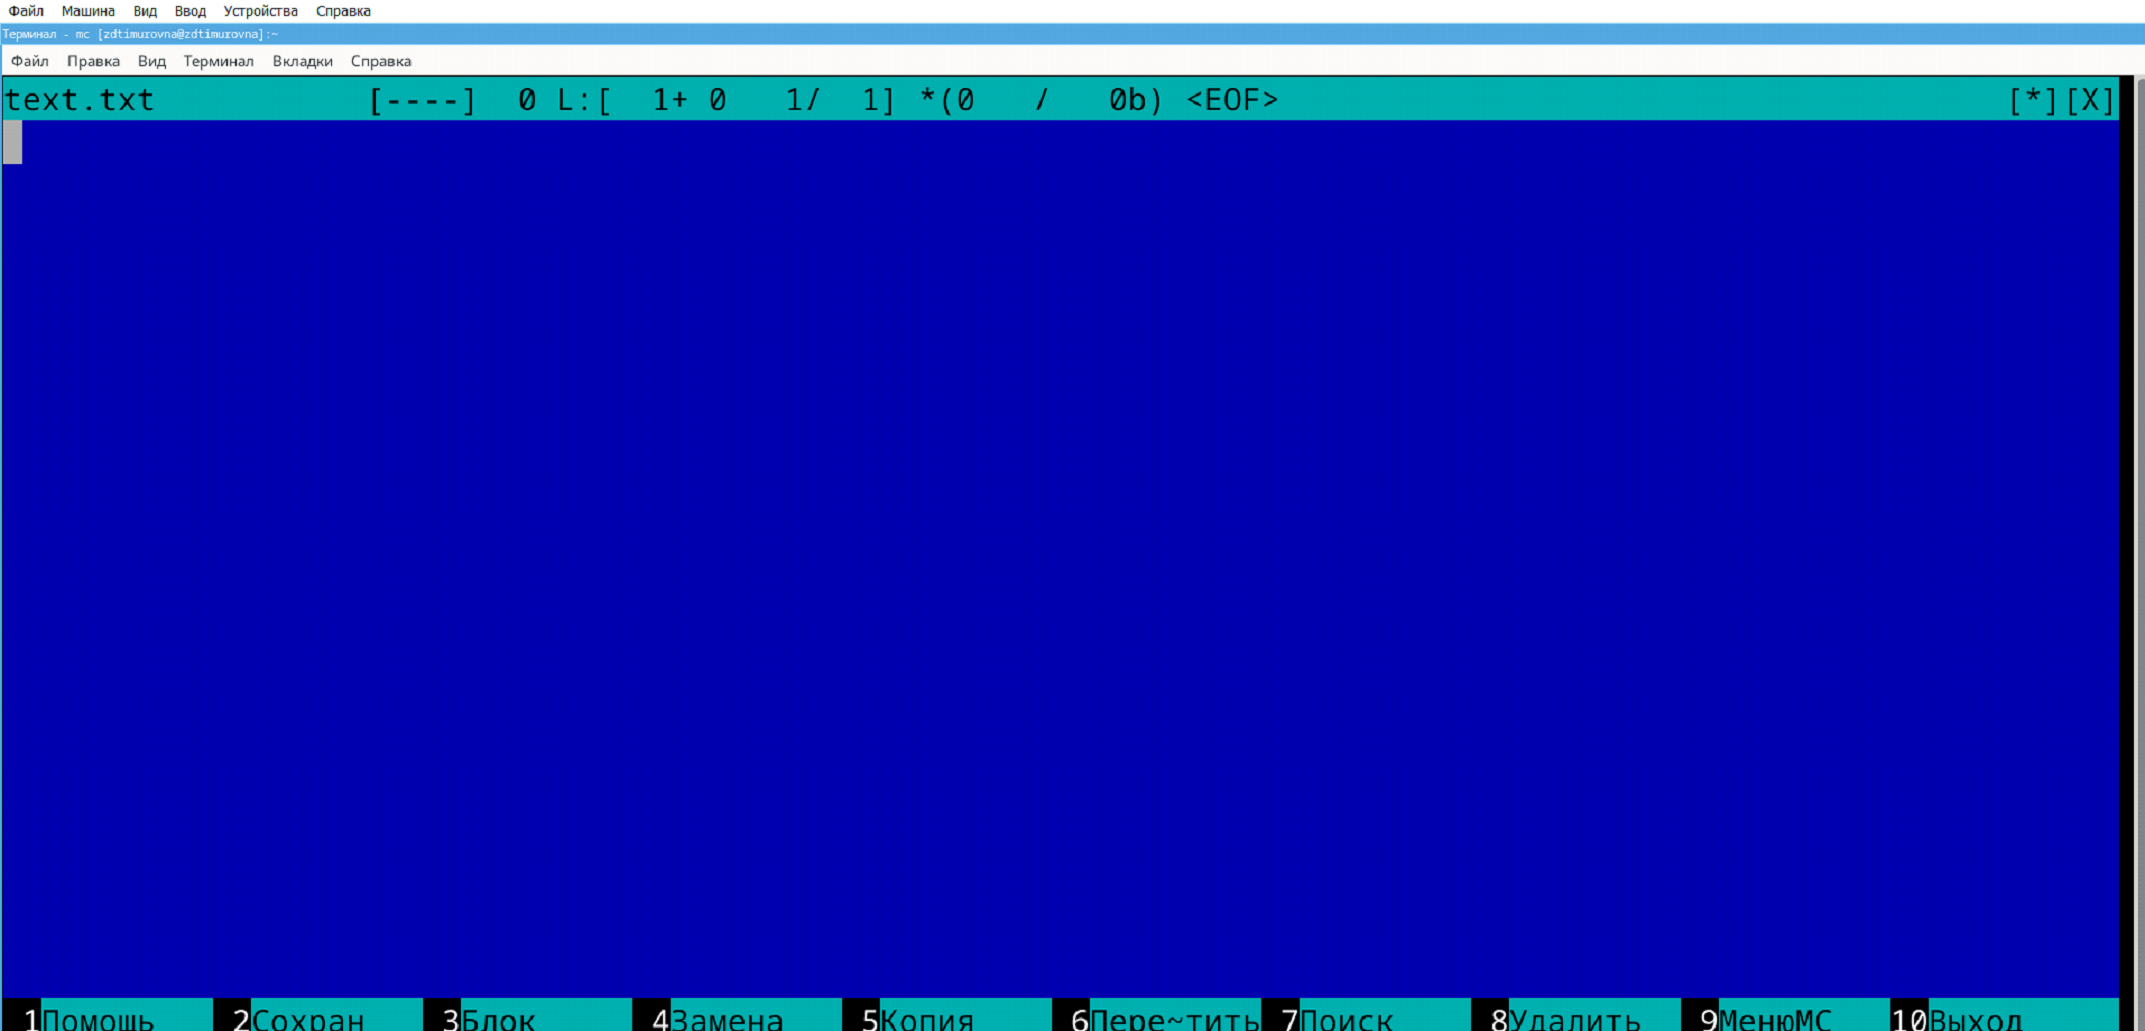 Файл Машина Вид Ввод Устройства Справка
Терминал - mc [zdtimurovna@zdtimurovna]:~
Файл Правка Вид Терминал Вкладки Справка
text.txt [----] 0 L:[ 1+ 0 1/ 1] *(0 / 0b) <EOF> [*][X]
1Помощь 2Сохран 3Блок 4Замена 5Копия 6Пере~тить 7Поиск 8Удалить 9МенюМС 10Выход